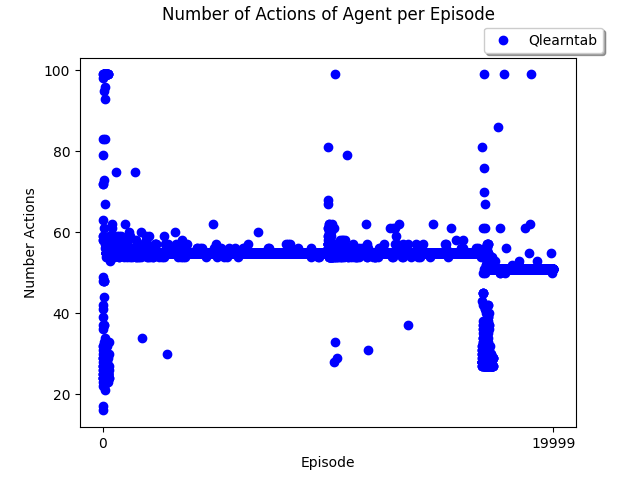 Number of Actions of Agent per Episode
Qlearntab
100
80
60
40
20
Number Actions
0
19999
Episode